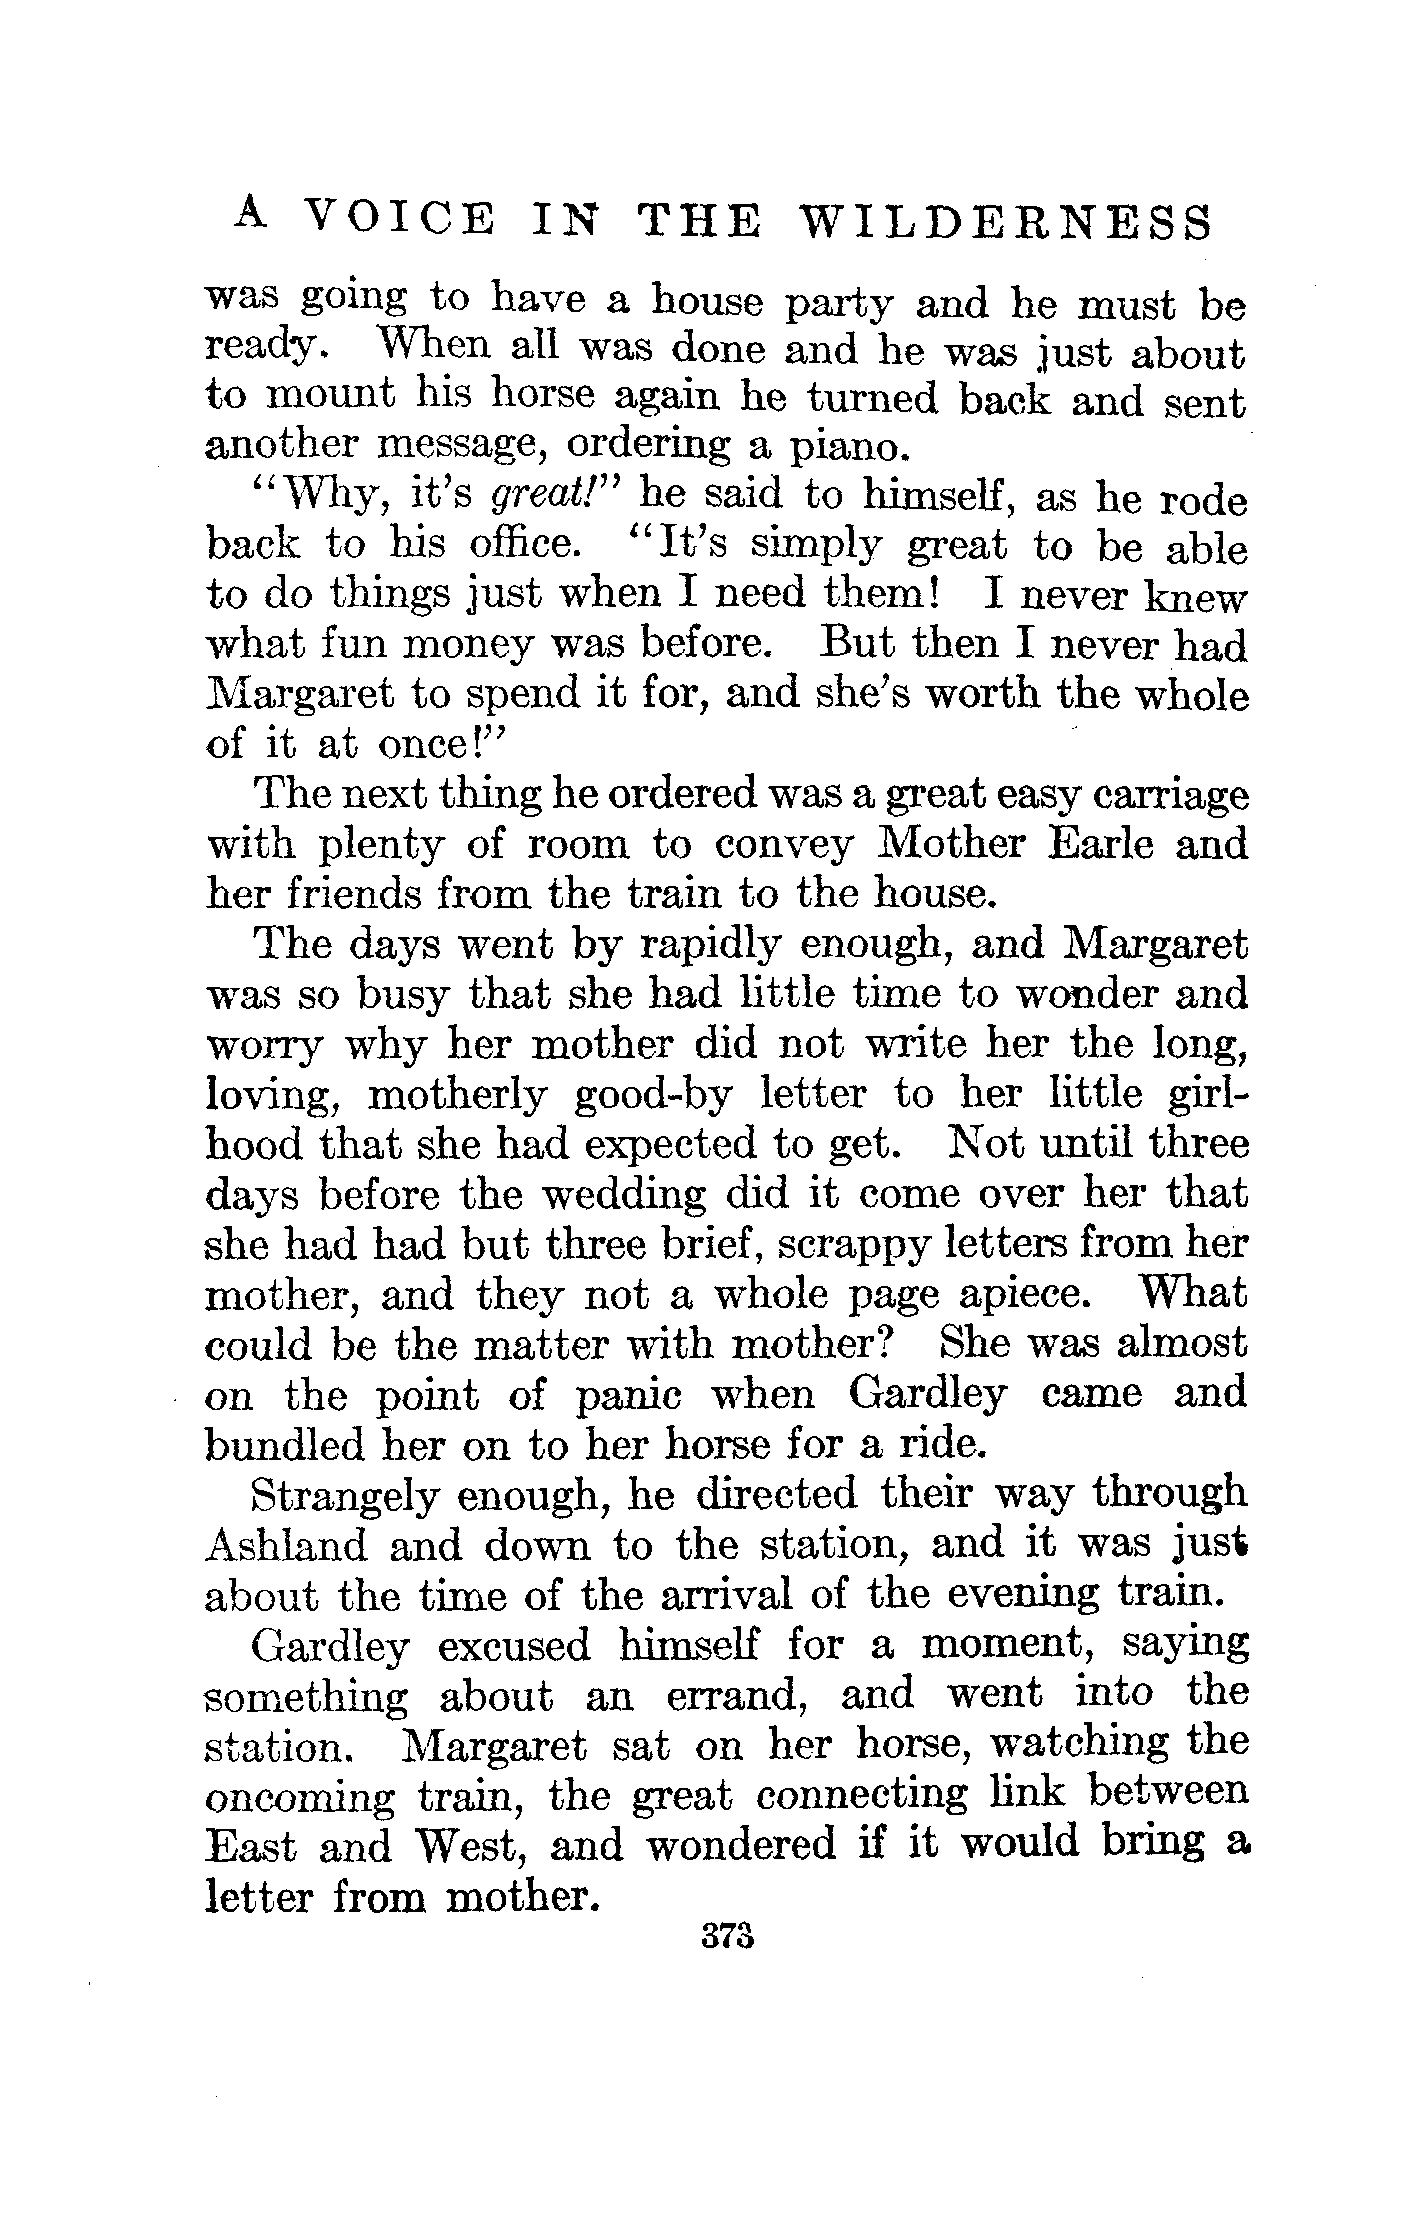 A VOICE IN THE WILDERNESS
was going to have a house party and he must be
ready. When all was done and he was just about
to mount his horse again he turned back and sent
another message, ordering a piano.
"Why, it's great!" he said to himself, as he rode
back to his office. "It's simply great to be able
to do things just when I need them! I never knew
what fun money was before. But then I never had
Margaret to spend it for, and she's worth the whole
of it at once!"
The next thing he ordered was a great easy carriage
with plenty of room to convey Mother Earle and
her friends from the train to the house.
The days went by rapidly enough, and Margaret
was so busy that she had little time to wonder and
worry why her mother did not write her the long,
loving, motherly good-by letter to her little girl-
hood that she had expected to get. Not until three
days before the wedding did it come over her that
she had had but three brief, scrappy letters from her
mother, and they not a whole page apiece. What
could be the matter with mother? She was almost
on the point of panic when Gardley came and
bundled her on to her horse for a ride.
Strangely enough, he directed their way through
Ashland and down to the station, and it was just
about the time of the arrival of the evening train.
Gardley excused himself for a moment, saying
something about an errand, and went into the
station. Margaret sat on her horse, watching the
oncoming train, the great connecting link between
East and West, and wondered if it would bring a
letter from mother.
373